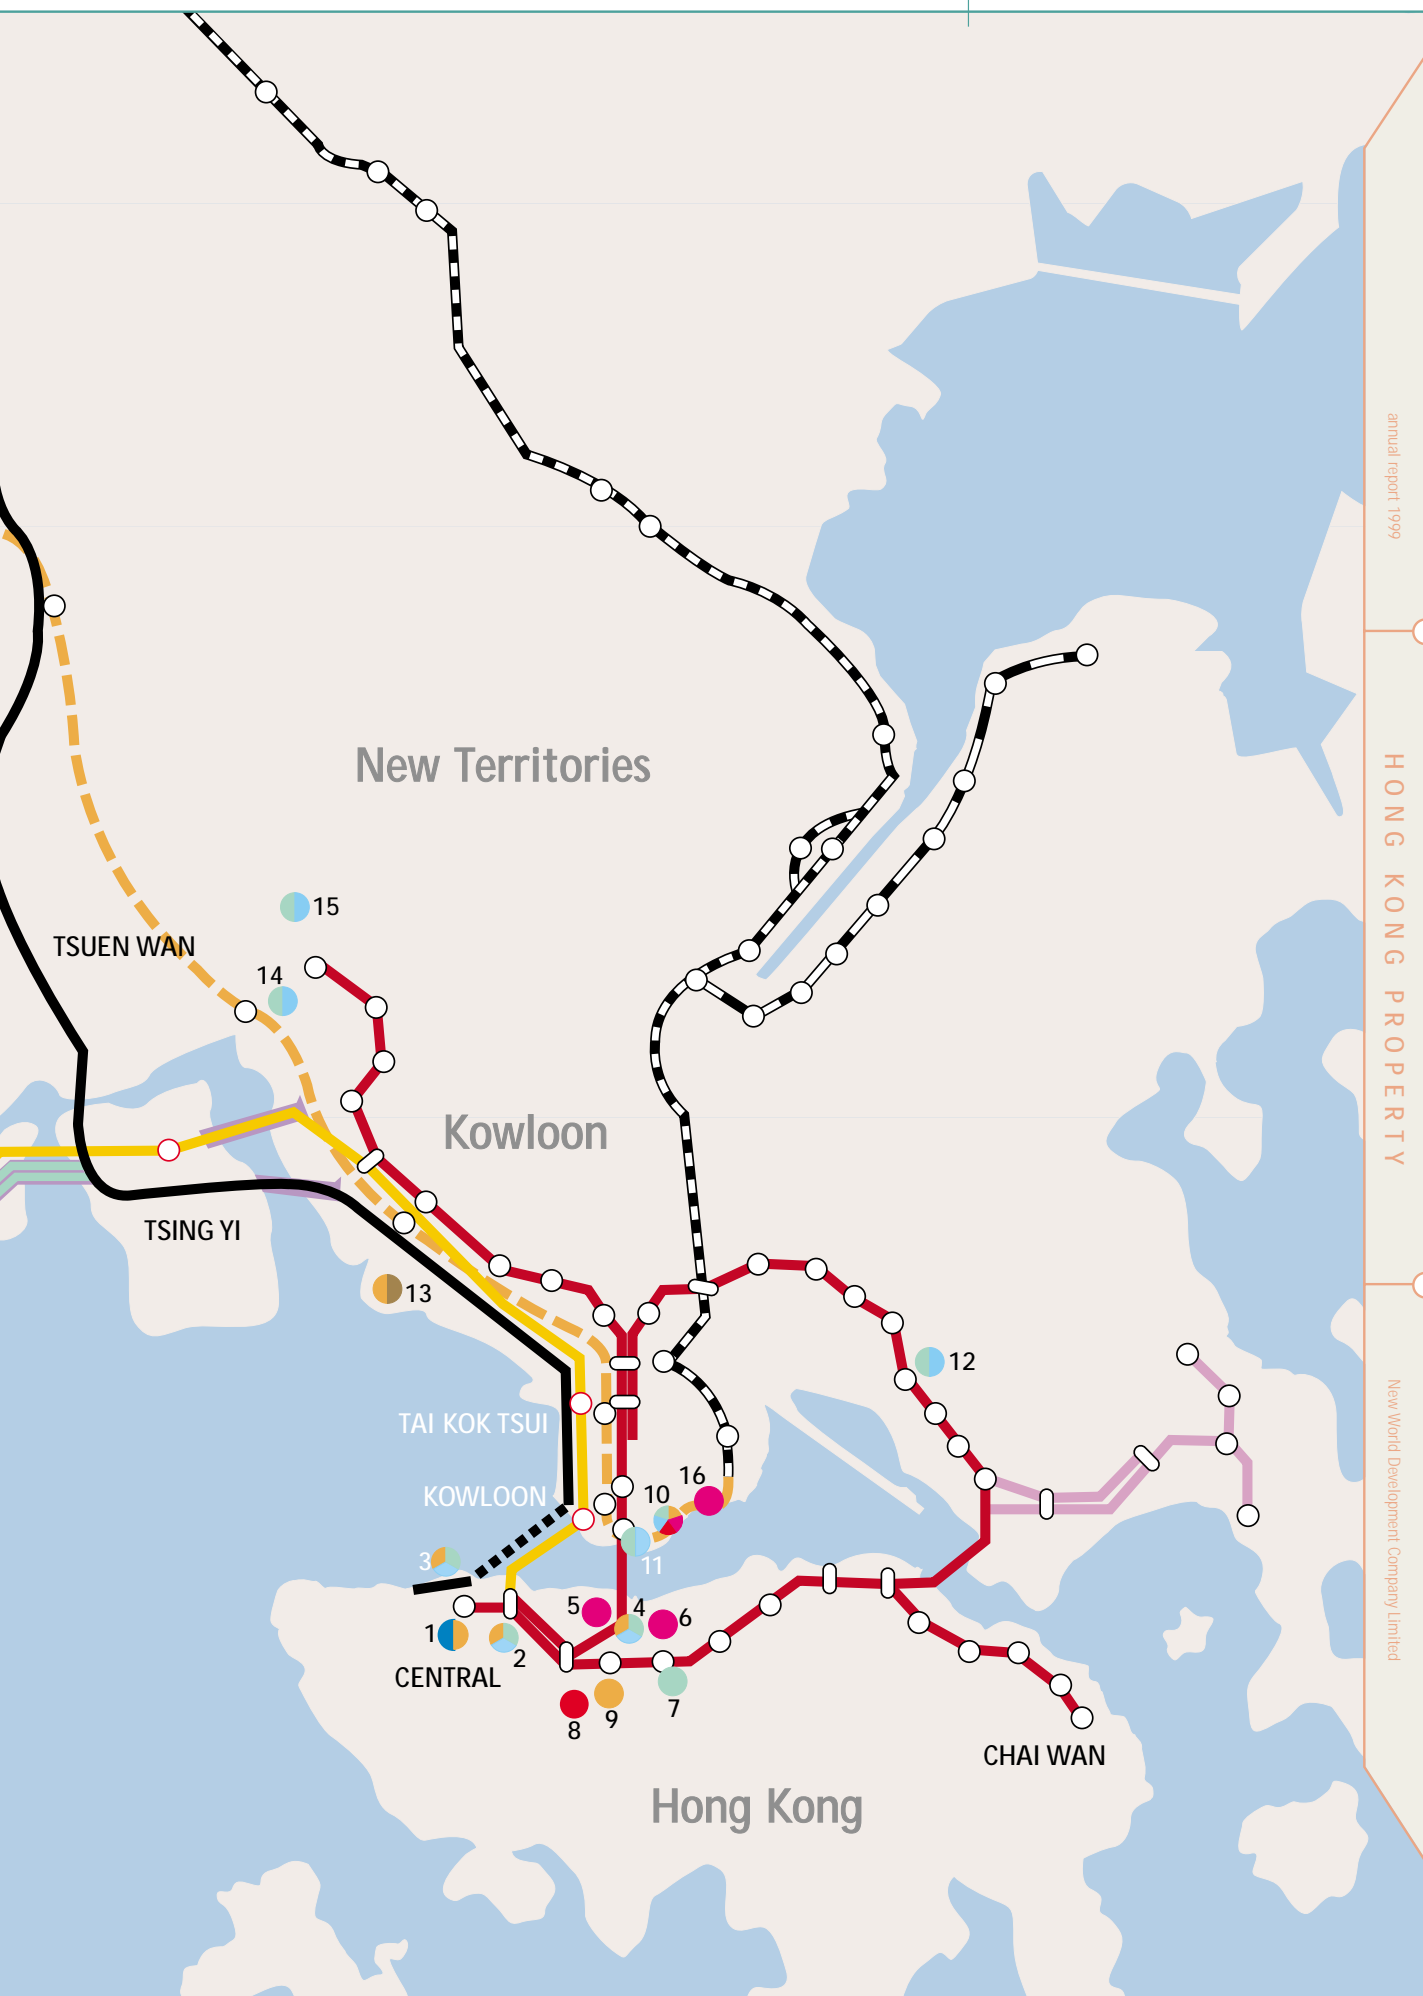 annual report 1999
HONG KONG PROPERTY
New World Development Company Limited
New Territories
15
TSUEN WAN
14
Kowloon
TSING YI
13
12
TAI KOK TSUI
16
KOWLOON
10
3
11
5
4
6
1
2
CENTRAL
7
8
9
CHAI WAN
Hong Kong